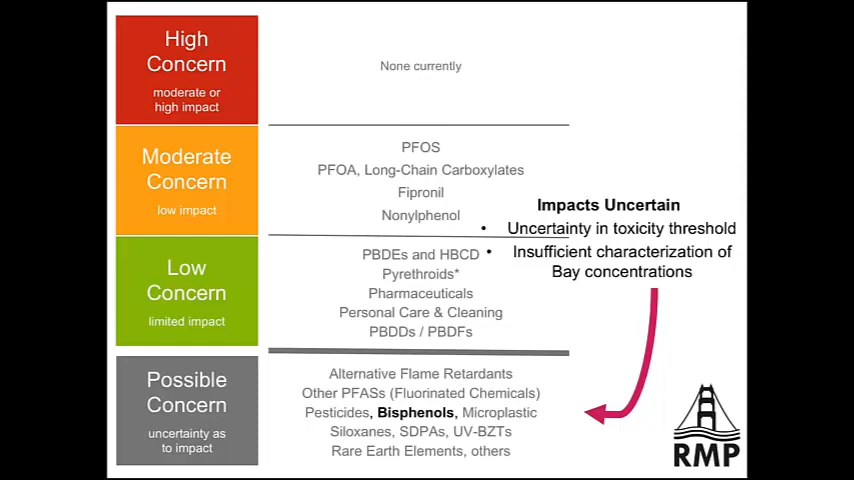 High
Concern
moderate or
high impact
None currently
Moderate
Concern
low impact
PFOS
PFOA, Long-Chain Carboxylates
Fipronil
Nonylphenol
Impacts Uncertain
• Uncertainty in toxicity threshold
• Insufficient characterization of
Bay concentrations
Low
Concern
limited impact
PBDEs and HBCD
Pyrethroids*
Pharmaceuticals
Personal Care & Cleaning
PBDDs / PBDFs
Possible
Concern
uncertainty as
to impact
Alternative Flame Retardants
Other PFASs (Fluorinated Chemicals)
Pesticides, Bisphenols, Microplastic
Siloxanes, SDPAs, UV-BZTs
Rare Earth Elements, others
RMP